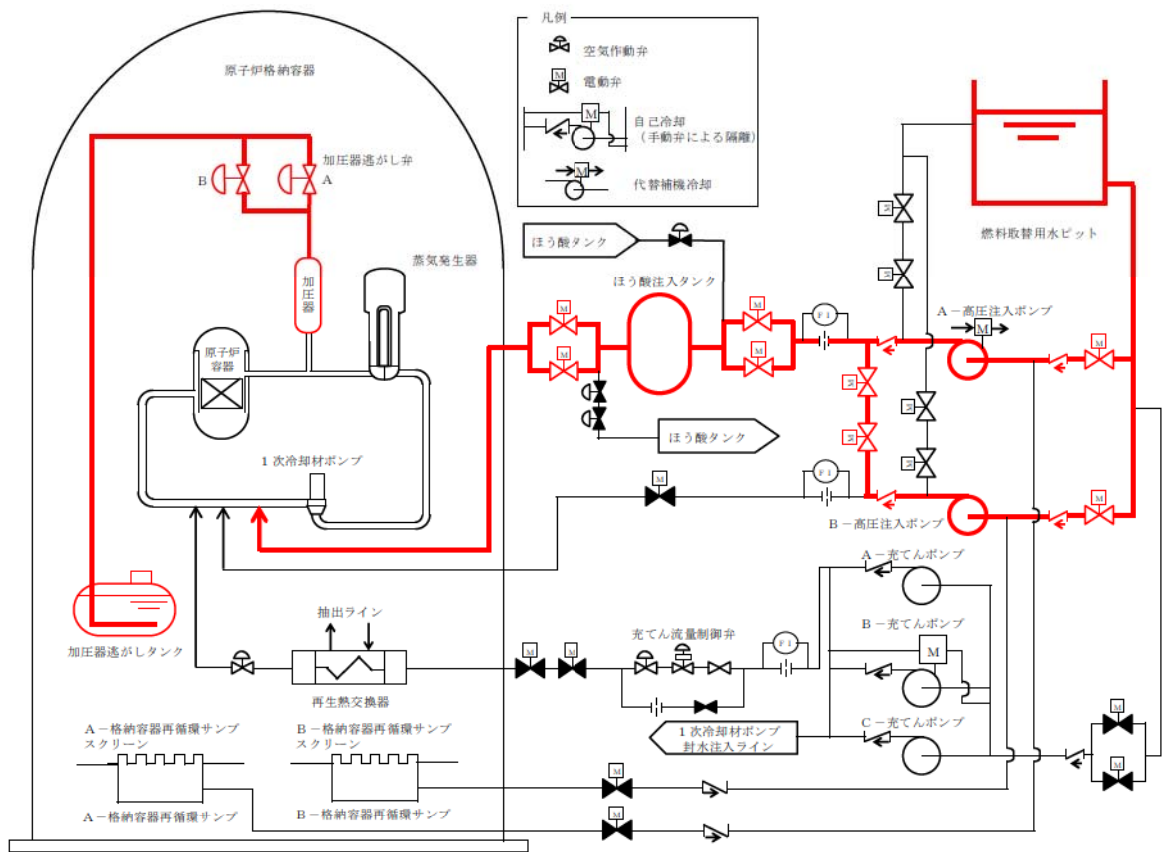 凡例
空気作動弁
M
電動弁
M
自己冷却
(手動弁による隔離)
M
代替補機冷却
原子炉格納容器
加圧器逃がし弁
B
A
加圧器
蒸気発生器
原子炉
容器
1次冷却材ポンプ
加圧器逃がしタンク
ほう酸タンク
ほう酸注入タンク
M
M
M
M
FI
ほう酸タンク
M
M
M
M
M
M
燃料取替用水ピット
A-高圧注入ポンプ
M
M
M
FI
B-高圧注入ポンプ
M
A-充てんポンプ
B-充てんポンプ
M
C-充てんポンプ
抽出ライン
再生熱交換器
M
M
充てん流量制御弁
FI
1次冷却材ポンプ
封水注入ライン
M
M
A-格納容器再循環サンプ
スクリーン
B-格納容器再循環サンプ
スクリーン
A-格納容器再循環サンプ
B-格納容器再循環サンプ
M
M